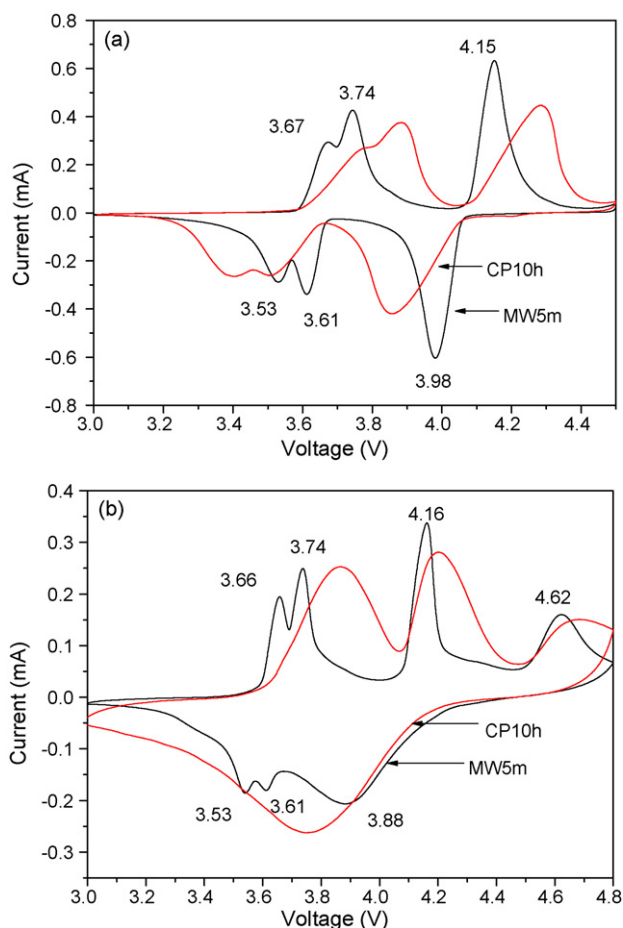 (a)
4.15
3.74
3.67
0.8
0.6
0.4
0.2
0.0
-0.2
-0.4
-0.6
-0.8
Current (mA)
CP10h
3.53
3.61
MW5m
3.98
3.0 3.2 3.4 3.6 3.8 4.0 4.2 4.4
Voltage (V)
(b)
4.16
3.74
3.66
4.62
0.4
0.3
0.2
0.1
0.0
-0.1
-0.2
-0.3
Current (mA)
CP10h
MW5m
3.53 3.61 3.88
3.0 3.2 3.4 3.6 3.8 4.0 4.2 4.4 4.6 4.8
Voltage (V)